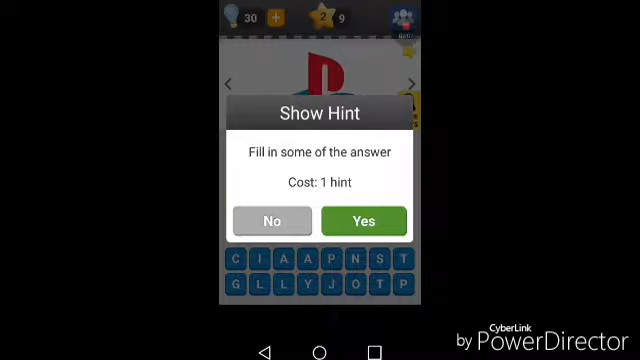 30 + 2 9
Show Hint
Fill in some of the answer
Cost: 1 hint
No Yes
C I A A P N S T
G L L Y J O T P
CyberLink
by PowerDirector